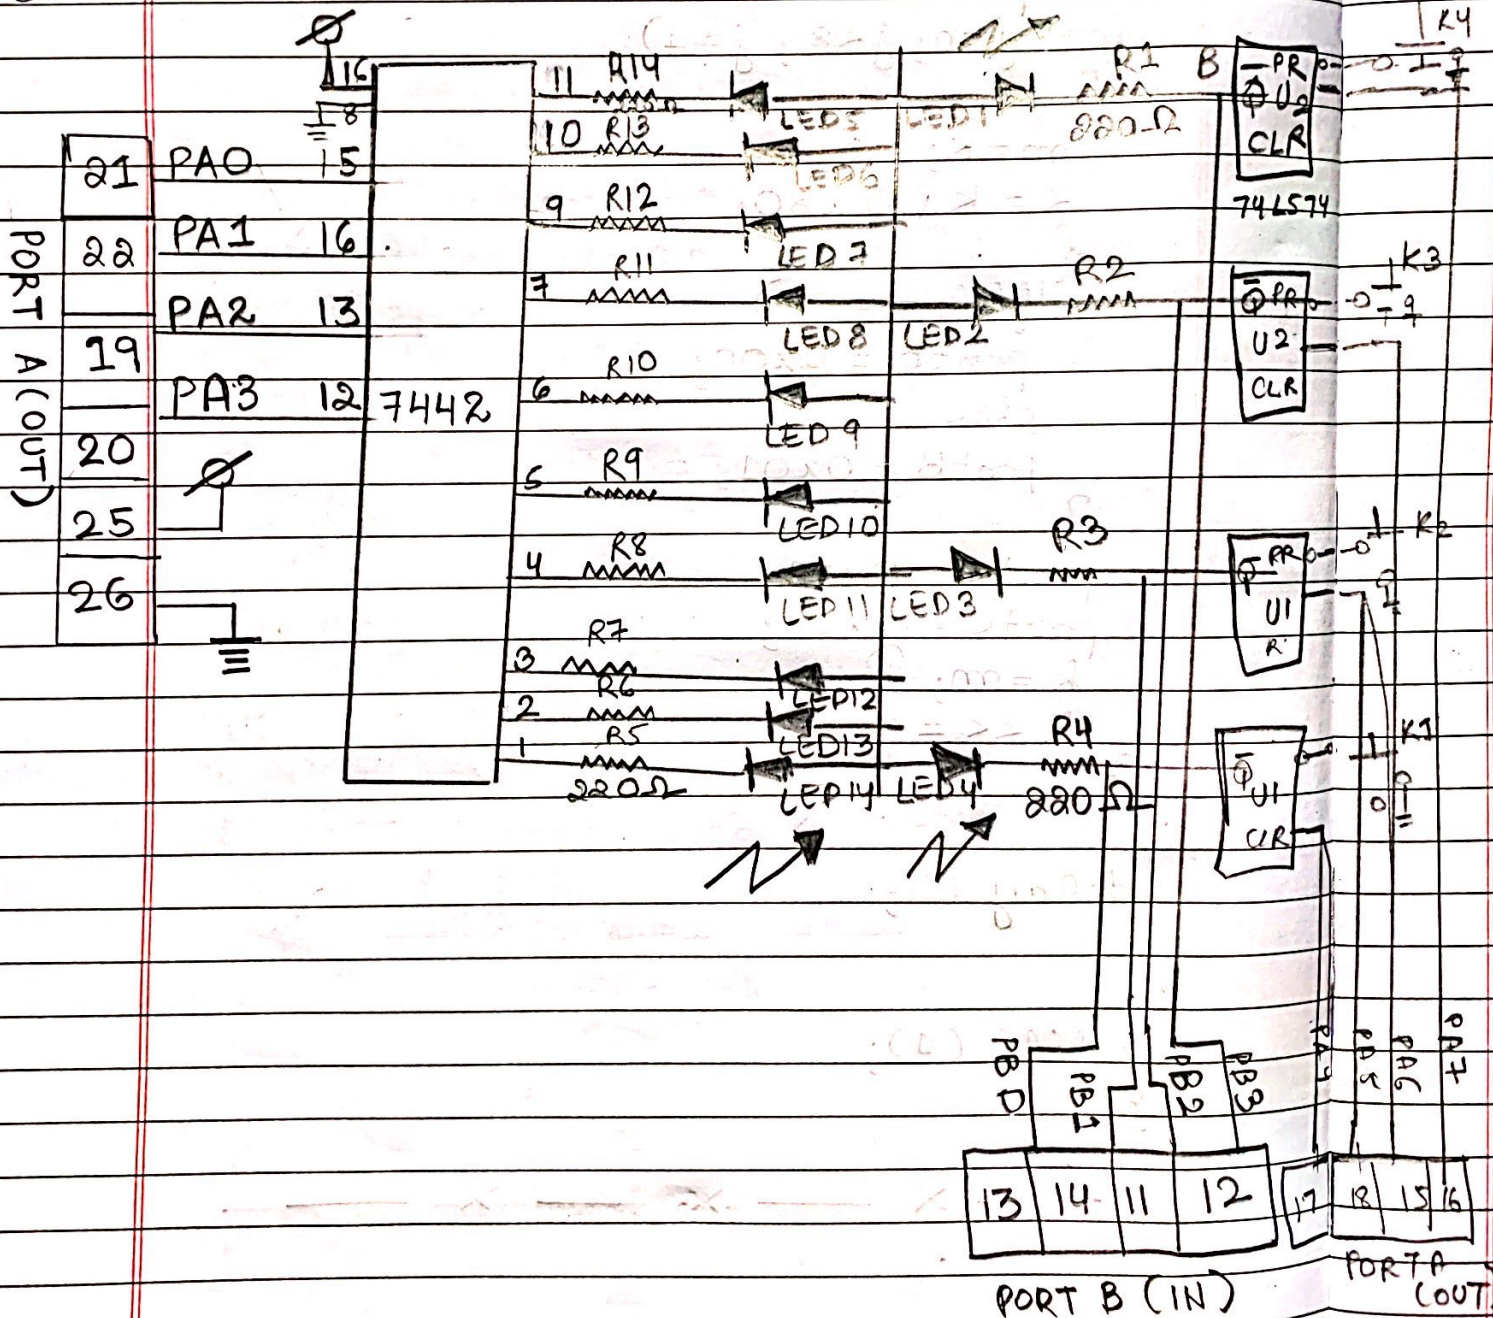 K4
16
11 R14
R1
B
PR
8
LED5 LED1
Q U2
10 R13
220Ω
CLR
21 PA0 15
LED6
9 R12
74LS74
22 PA1 16
LED 7
K3
7 R11
R2
Q PR
PA2 13
LED8 LED2
U2
PORT A (OUT)
19
6 R10
CLR
PA3 12 7442
LED 9
20
5 R9
25
LED10
K2
4 R8
R3
Q PR
26
LED11 LED3
U1
R
R7
3
LED12
R6
2
LED13
R5
1
R4
K1
220Ω
LED14 LED4
220Ω
Q
U1
CLR
PB0
PB1
PB2
PB3
PA4
PA5
PA6
PA7
13 14 11 12 17 18 15 16
PORT B (IN)
PORT A
(OUT